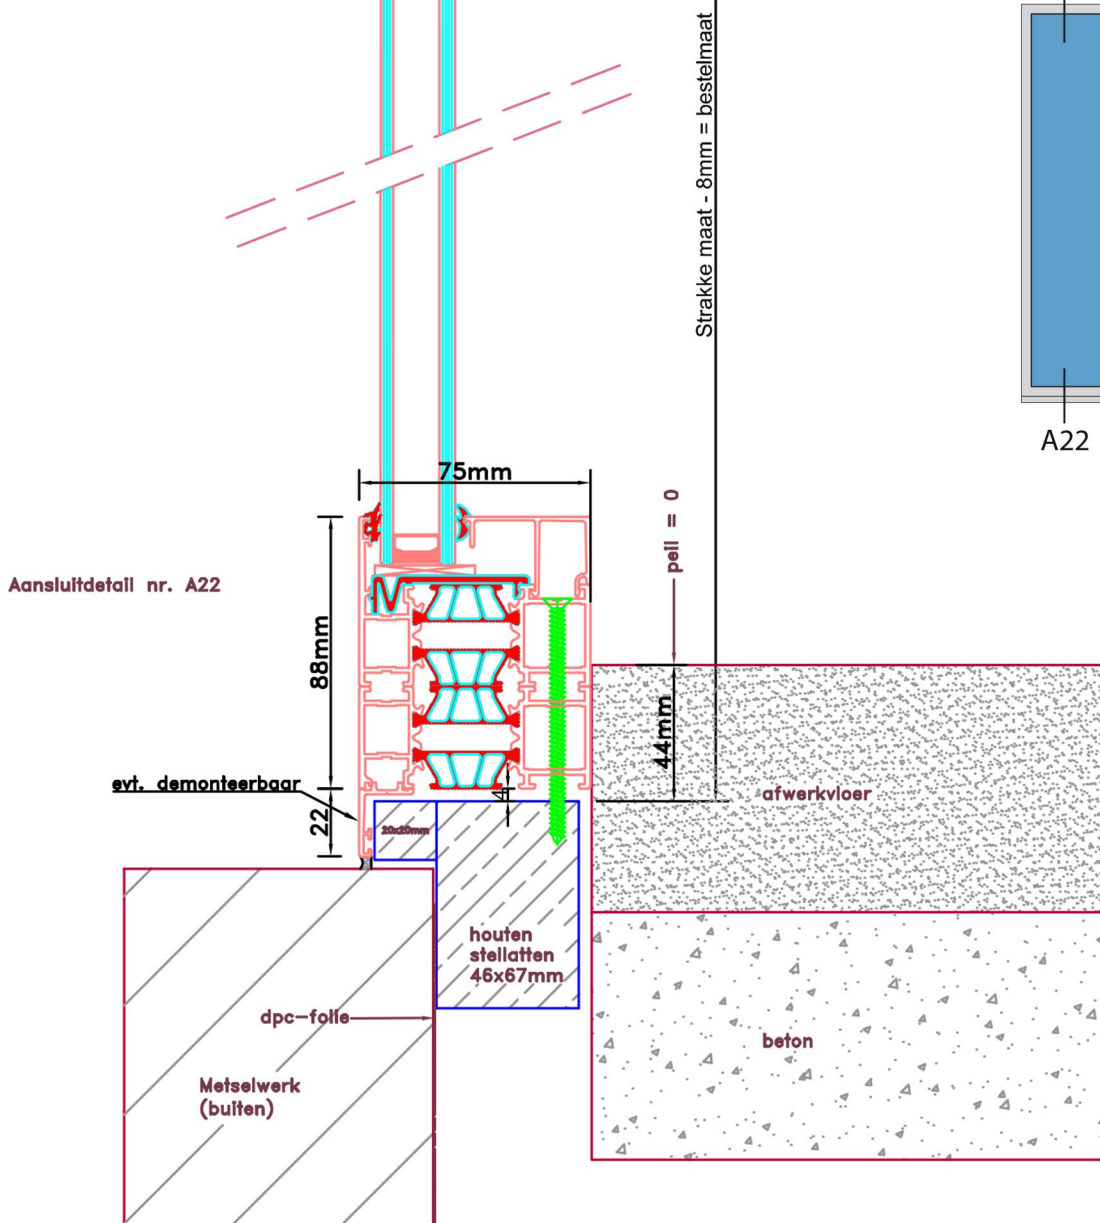 Strakke maat - 8mm = bestelmaat
A22
75mm
peil = 0
Aansluitdetail nr. A22
88mm
44mm
evt. demonteerbaar
4
afwerkvloer
22
20x20mm
houten
stellatten
46x67mm
dpc-folie
beton
Metselwerk
(buiten)